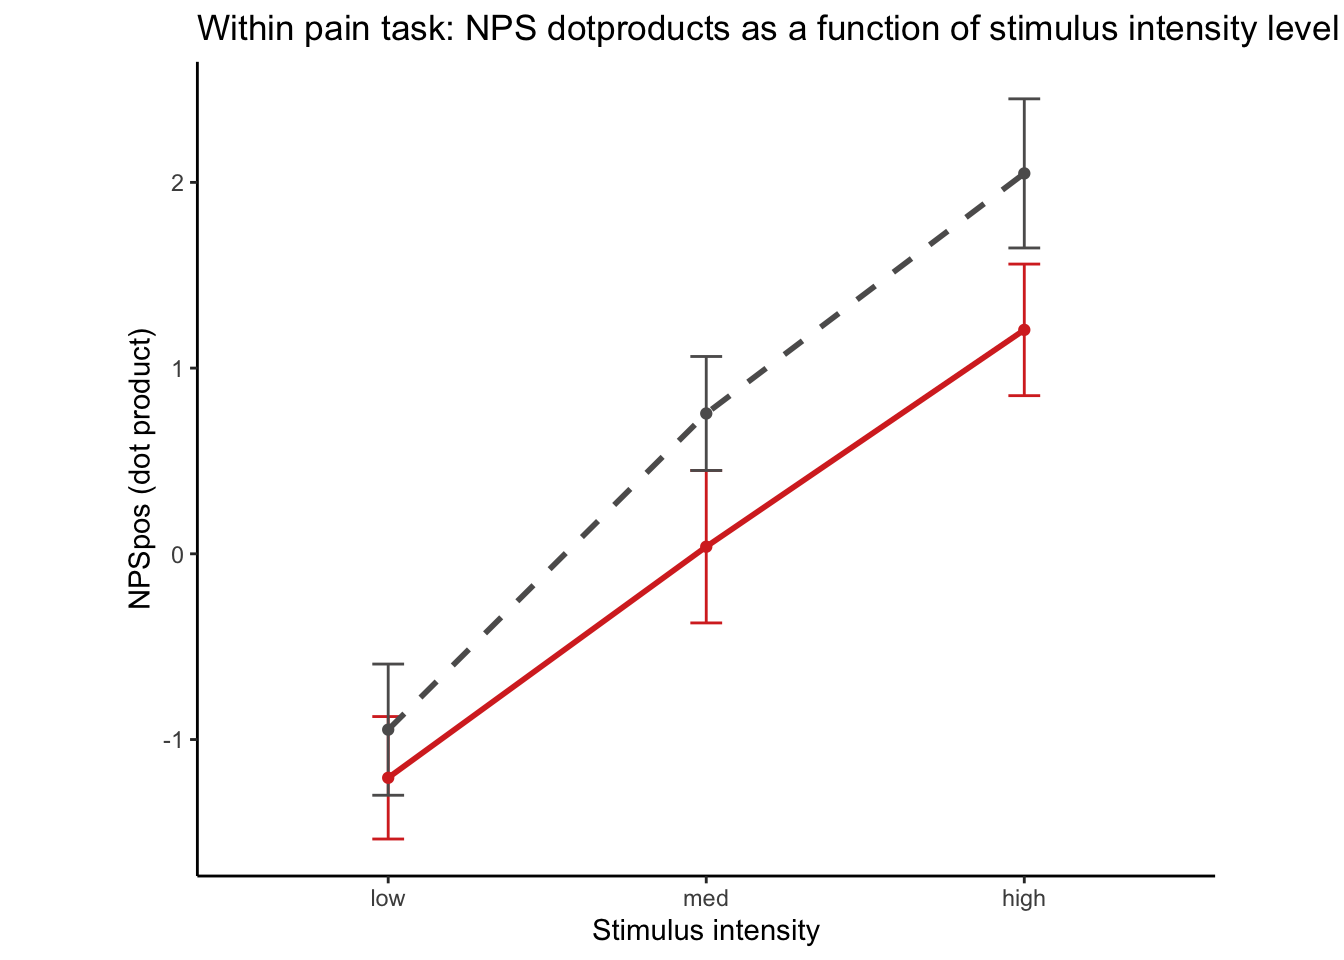 Within pain task: NPS dotproducts as a function of stimulus intensity level
NPSpos (dot product)
2
1
0
-1
low med high
Stimulus intensity